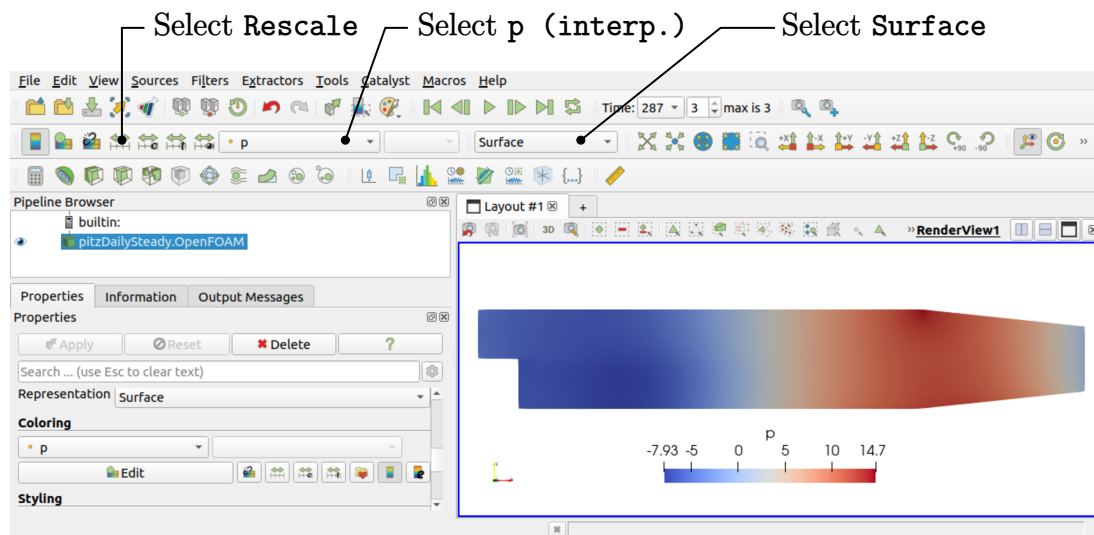 Select Rescale Select p (interp.) Select Surface
File Edit View Sources Filters Extractors Tools Catalyst Macros Help
Time: 287 3 max is 3
p Surface +X -X +Y -Y +Z -Z +90 -90 »
Pipeline Browser
Layout #1 +
builtin:
pitzDailySteady.OpenFOAM
3D » RenderView1
Properties Information Output Messages
Properties
Apply Reset Delete ?
Search ... (use Esc to clear text)
Representation Surface
Coloring
p
Edit
Styling
p
-7.93 -5 0 5 10 14.7